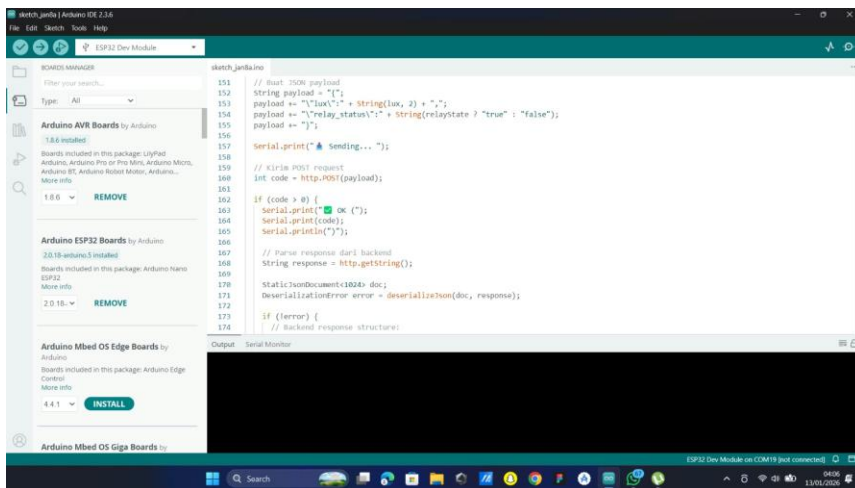 sketch_jan8a | Arduino IDE 2.3.6
File Edit Sketch Tools Help
ESP32 Dev Module
BOARDS MANAGER
Filter your search...
Type: All
Arduino AVR Boards by Arduino
1.8.6 installed
Boards included in this package: LilyPad
Arduino, Arduino Pro or Pro Mini, Arduino Micro,
Arduino BT, Arduino Robot Motor, Arduino...
More info
1.8.6 REMOVE
Arduino ESP32 Boards by Arduino
2.0.18-arduino.5 installed
Boards included in this package: Arduino Nano
ESP32
More info
2.0.18- REMOVE
Arduino Mbed OS Edge Boards by
Arduino
Boards included in this package: Arduino Edge
Control
More info
4.4.1 INSTALL
Arduino Mbed OS Giga Boards by
sketch_jan8a.ino
151 // Buat JSON payload
152 String payload = "{";
153 payload += "\"lux\":" + String(lux, 2) + ",";
154 payload += "\"relay_status\":" + String(relayState ? "true" : "false");
155 payload += "}";
156
157 Serial.print("📤 Sending... ");
158
159 // Kirim POST request
160 int code = http.POST(payload);
161
162 if (code > 0) {
163 Serial.print("✅ OK (");
164 Serial.print(code);
165 Serial.println(")");
166
167 // Parse response dari backend
168 String response = http.getString();
169
170 StaticJsonDocument<1024> doc;
171 DeserializationError error = deserializeJson(doc, response);
172
173 if (!error) {
174 // Backend response structure:
Output Serial Monitor
ESP32 Dev Module on COM19 [not connected]
Search
04:06
13/01/2026